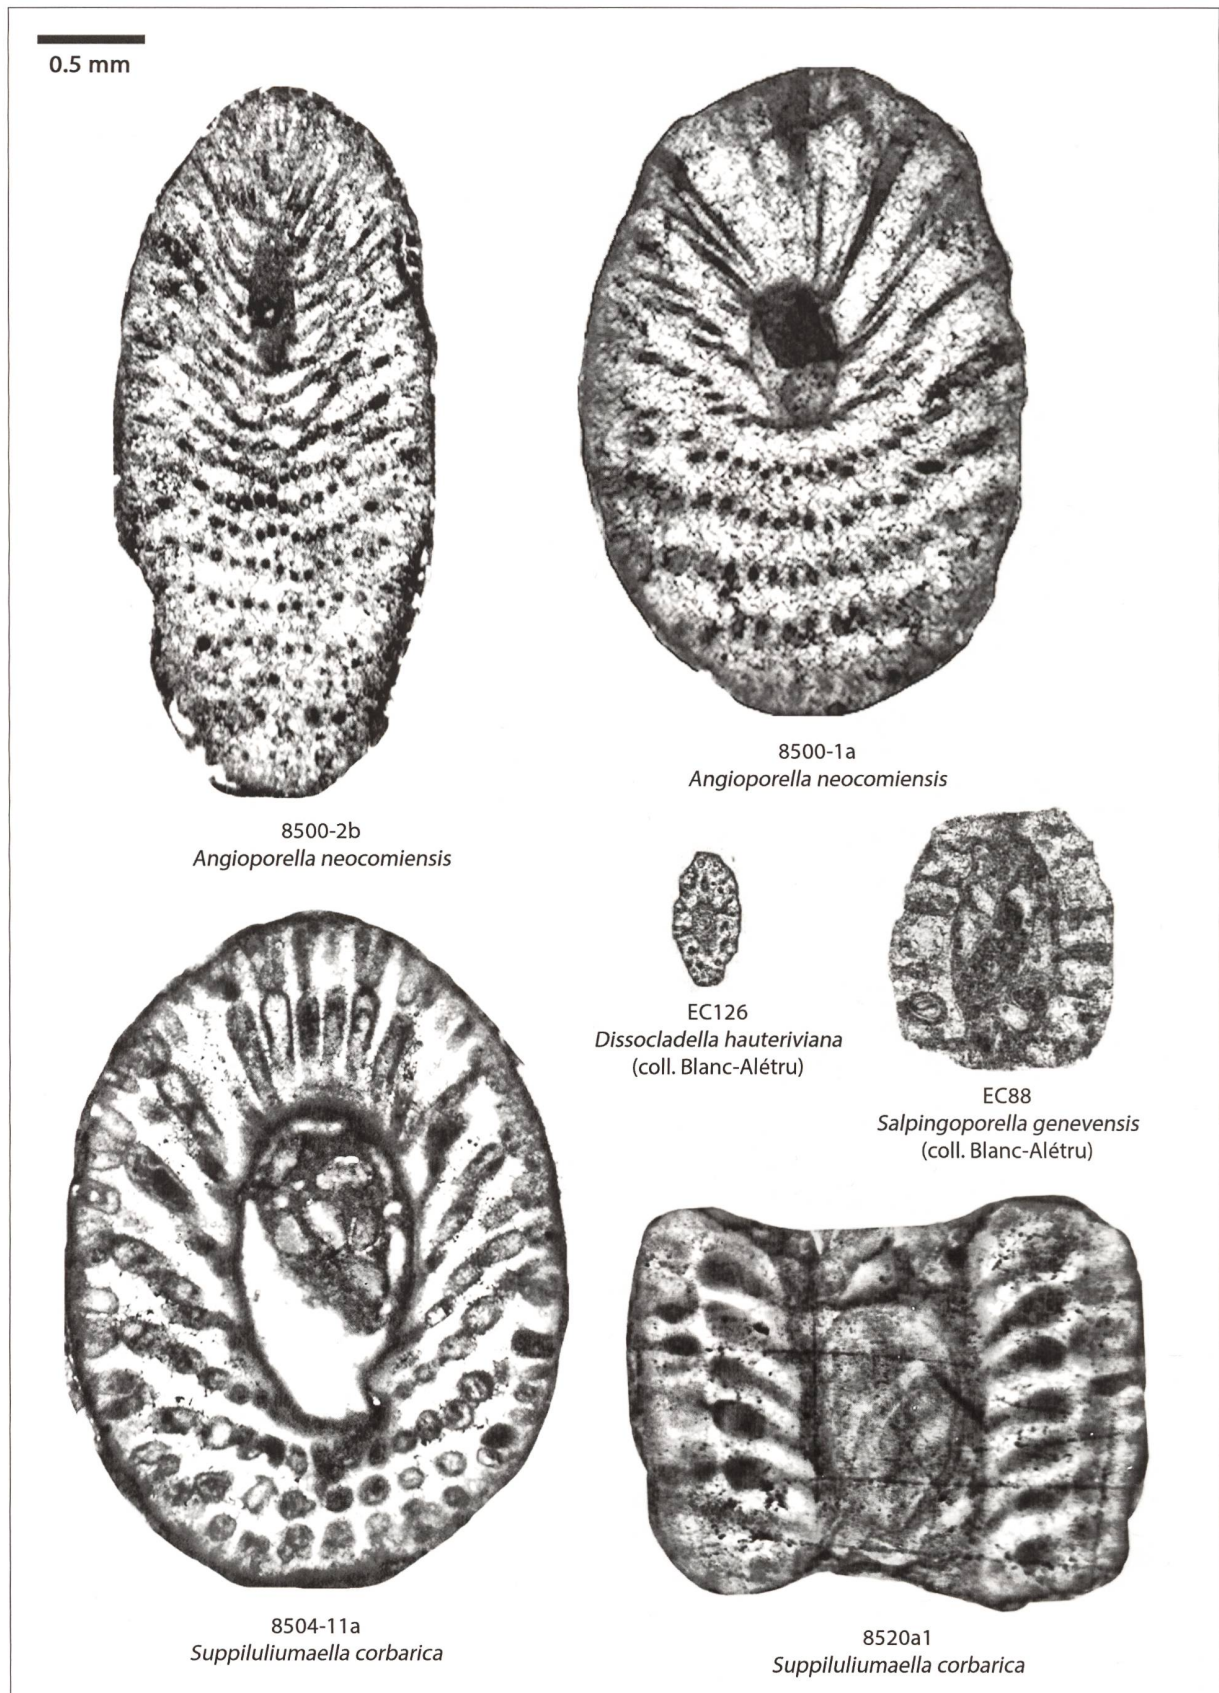 0.5 mm
8500-2b
Angioporella neocomiensis
8500-1a
Angioporella neocomiensis
EC126
Dissocladella hauteriviana
(coll. Blanc-Alétru)
EC88
Salpingoporella genevensis
(coll. Blanc-Alétru)
8504-11a
Suppiluliumaella corbarica
8520a1
Suppiluliumaella corbarica